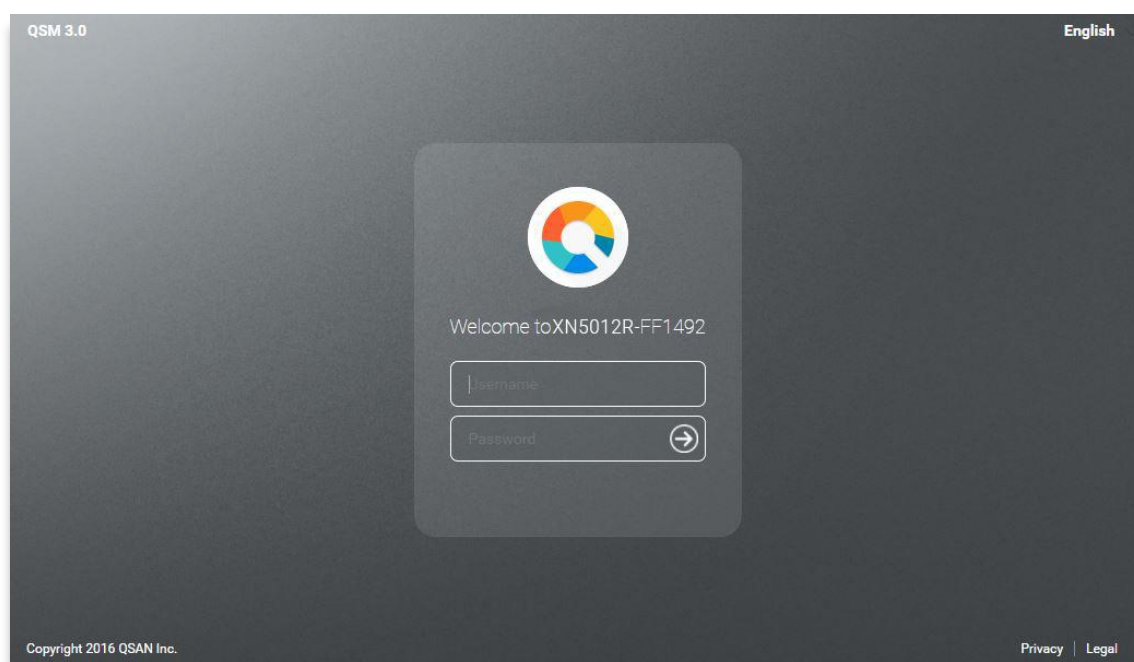 QSM 3.0
English
Welcome toXN5012R-FF1492
Username
Password
Copyright 2016 QSAN Inc.
Privacy | Legal